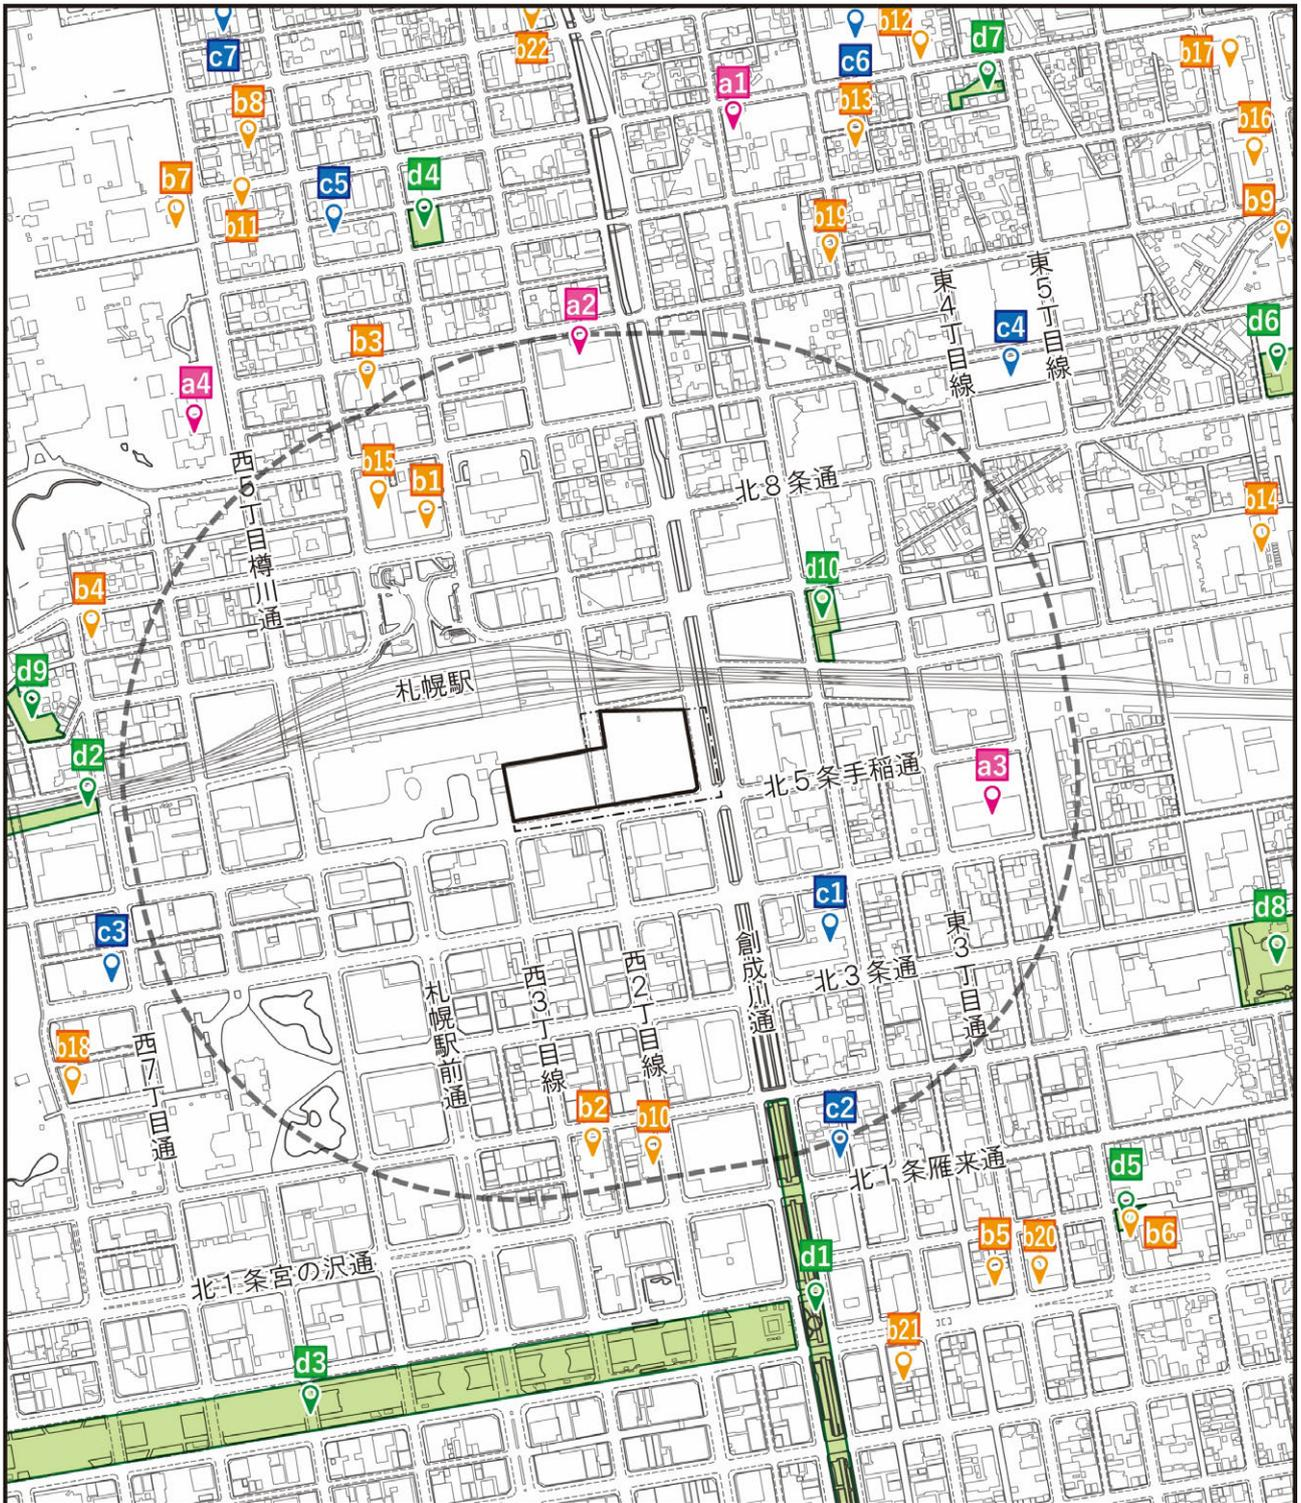 c7
b22
c6
b12
d7
b17
a1
b8
b13
b16
b7
c5
d4
b9
b11
b19
東4丁目線
東5丁目線
a2
c4
d6
b3
a4
西5丁目樽川通
b15
b1
北8条通
b14
d10
b4
d9
札幌駅
d2
北5条手稲通
a3
c1
d8
c3
創成川通
東3丁目通
北3条通
西3丁目線
西2丁目線
札幌駅前通
b18
西7丁目通
b2
b10
c2
北1条雁来通
d5
b5
b20
b6
d1
北1条宮の沢通
b21
d3